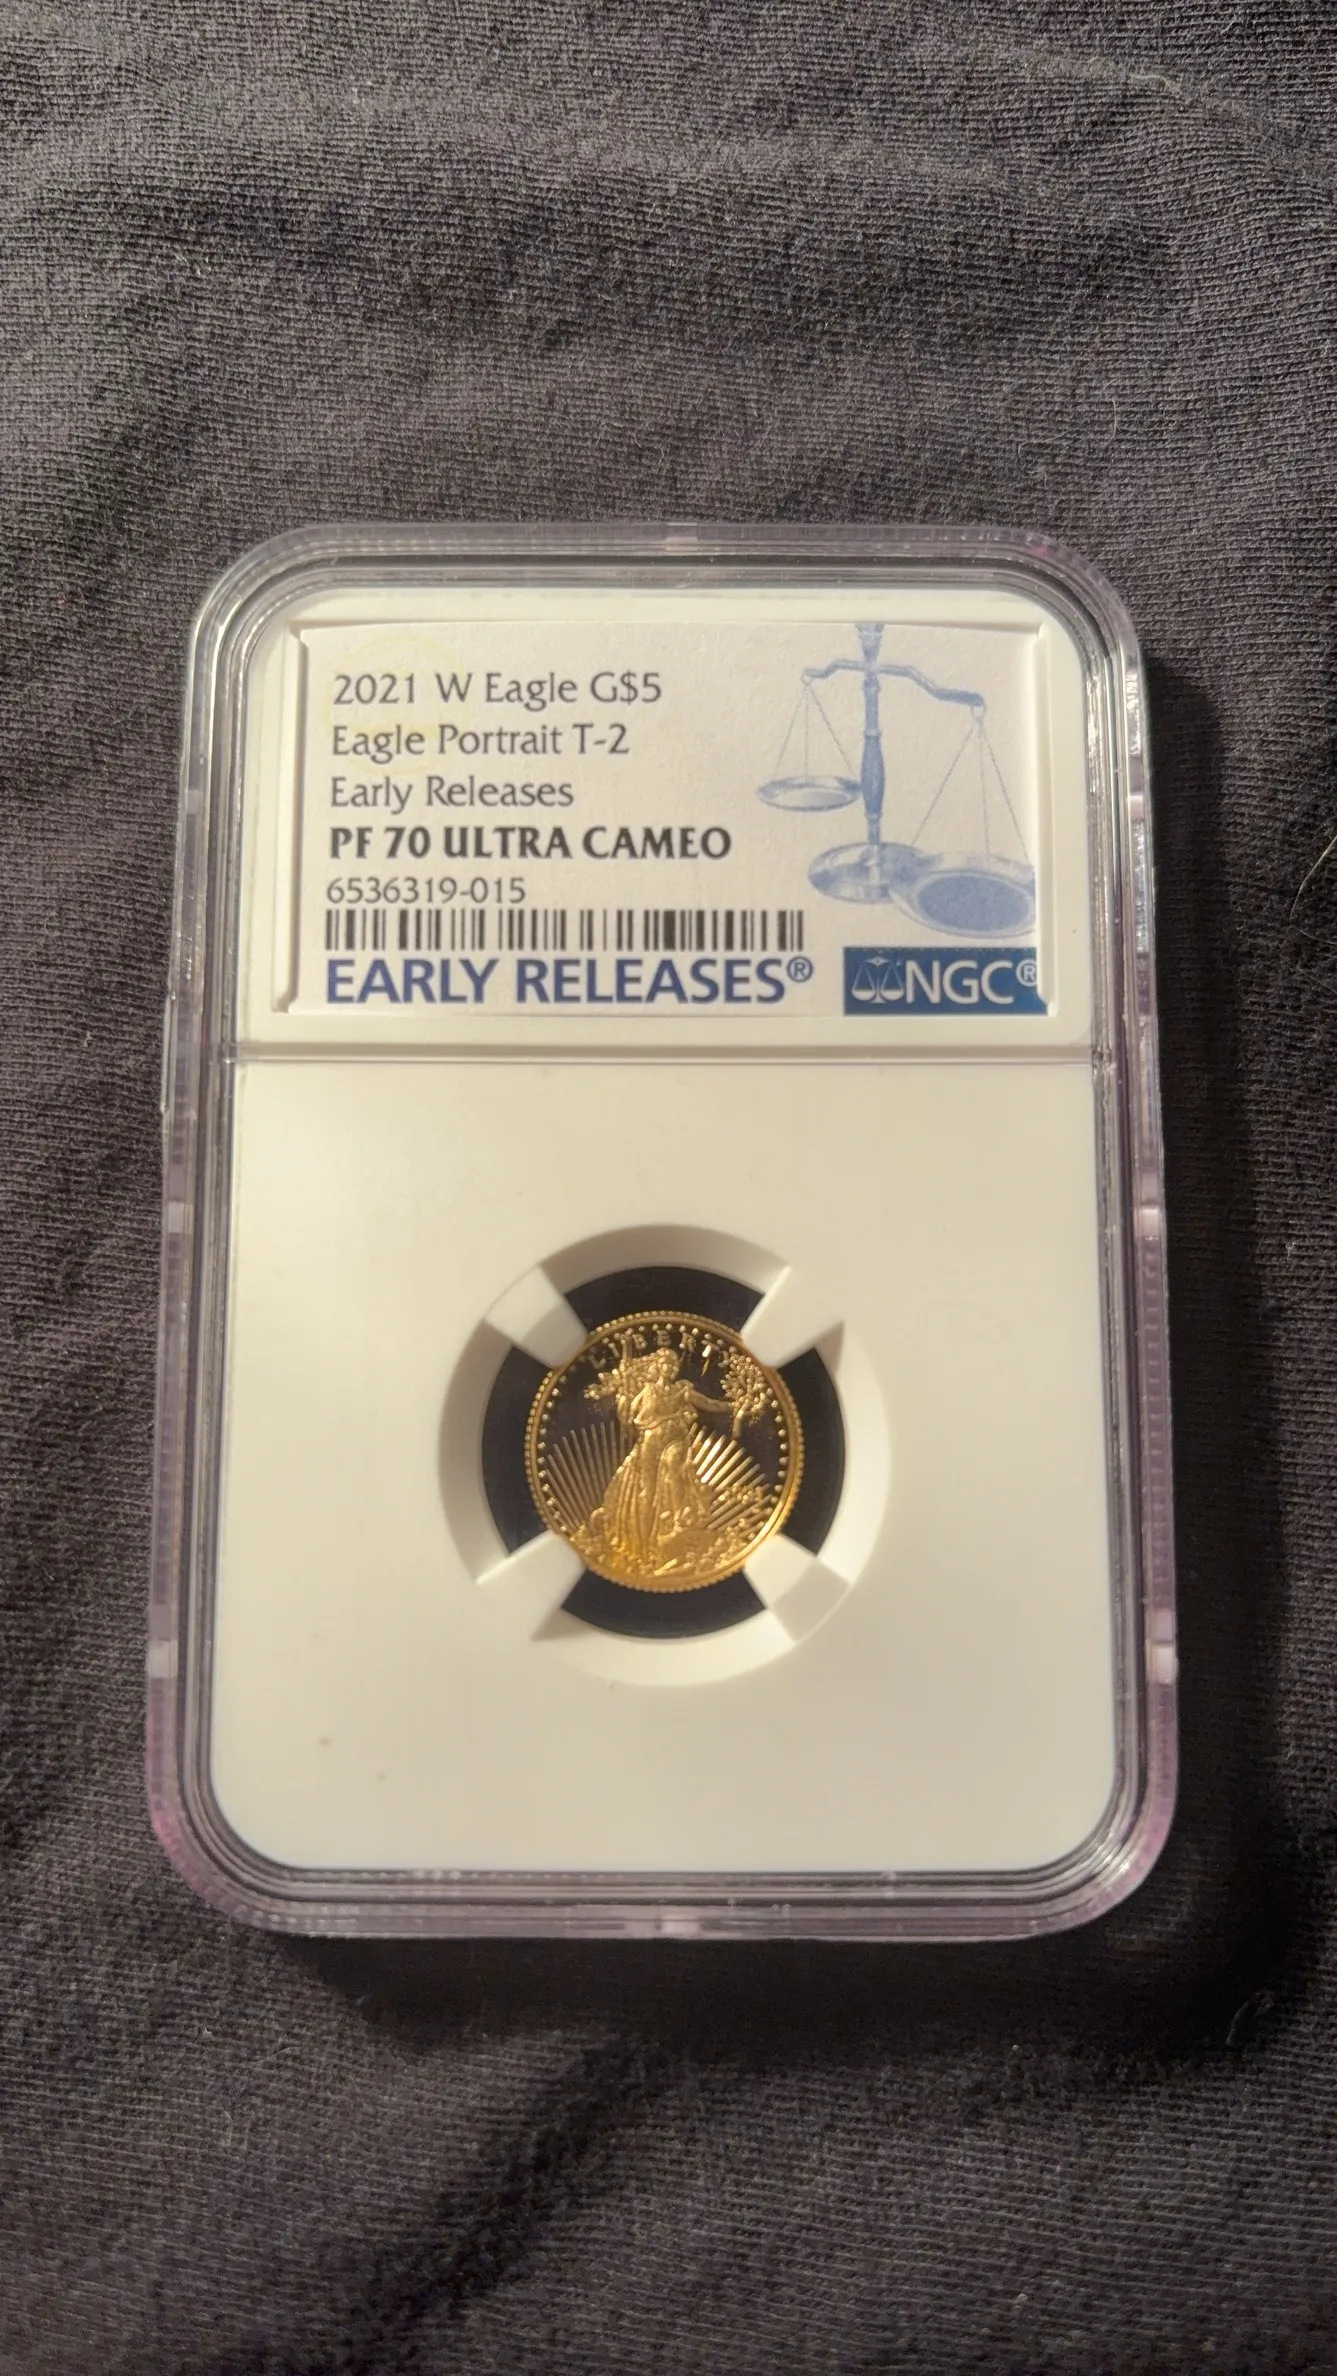 2021 W Eagle G$5
Eagle Portrait T-2
Early Releases
PF 70 ULTRA CAMEO
6536319-015
EARLY RELEASES® NGC®
LIBERTY